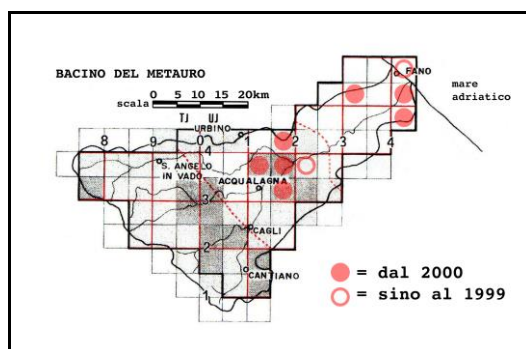 BACINO DEL METAURO
scala 0 5 10 20km
TJ UJ
FANO
mare
adriatico
URBINO
8 9 0 1 2 3 4
4
S. ANGELO
IN VADO
ACQUALAGNA
3
CAGLI
2
CANTIANO
1
= dal 2000
= sino al 1999